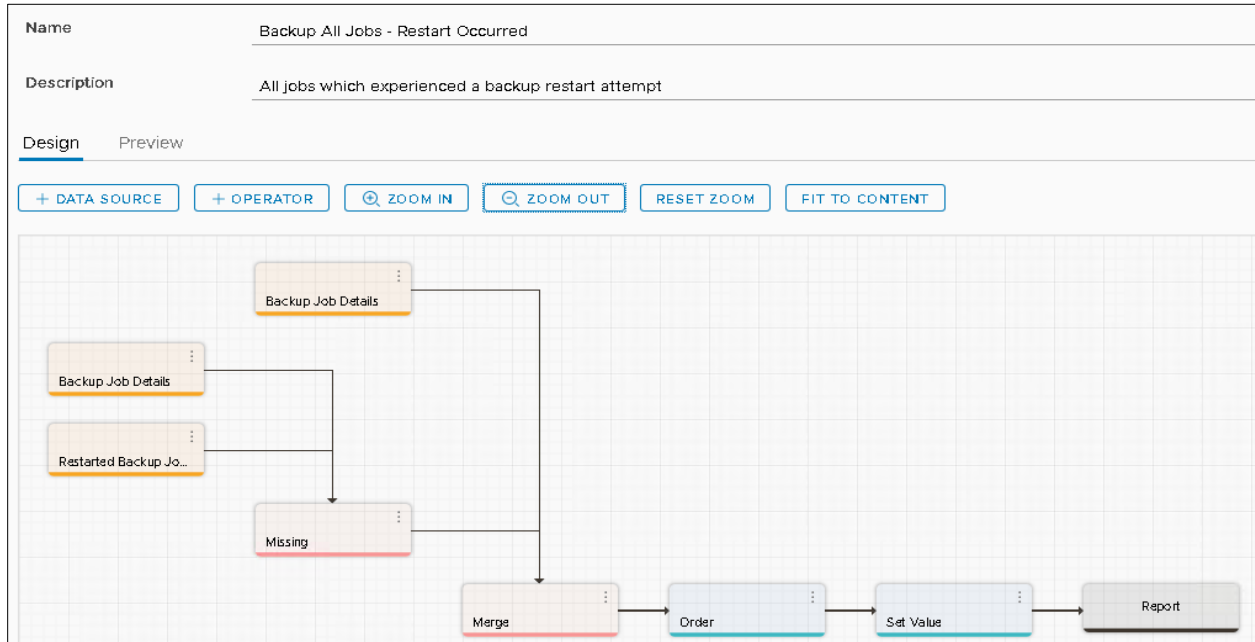 Name
Backup All Jobs - Restart Occurred
Description
All jobs which experienced a backup restart attempt
Design Preview
+ DATA SOURCE + OPERATOR ZOOM IN ZOOM OUT RESET ZOOM FIT TO CONTENT
Backup Job Details
Backup Job Details
Restarted Backup Jo...
Missing
Merge Order Set Value Report